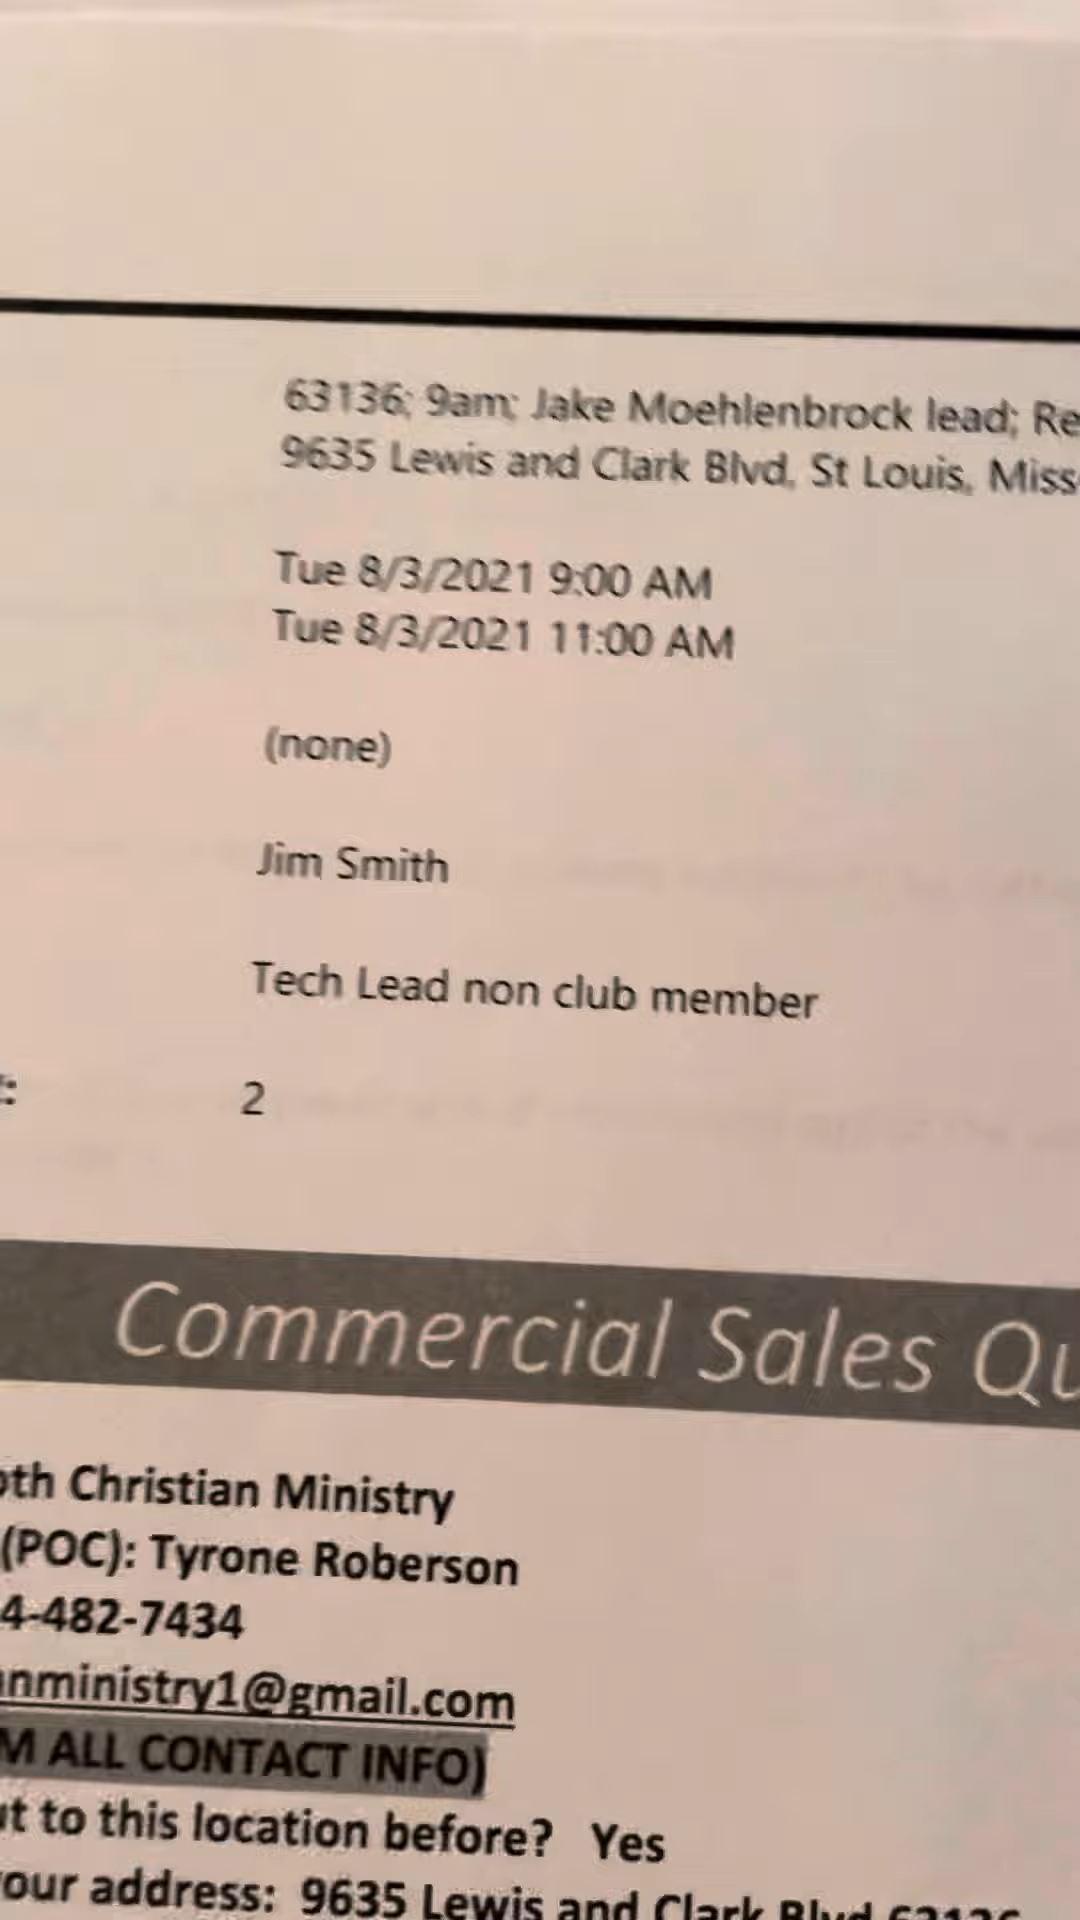 63136; 9am; Jake Moehlenbrock lead; Re
9635 Lewis and Clark Blvd, St Louis, Miss
Tue 8/3/2021 9:00 AM
Tue 8/3/2021 11:00 AM
(none)
Jim Smith
Tech Lead non club member
: 2
Commercial Sales Qu
oth Christian Ministry
(POC): Tyrone Roberson
4-482-7434
nministry1@gmail.com
M ALL CONTACT INFO)
ut to this location before? Yes
our address: 9635 Lewis and Clark Blvd 63136